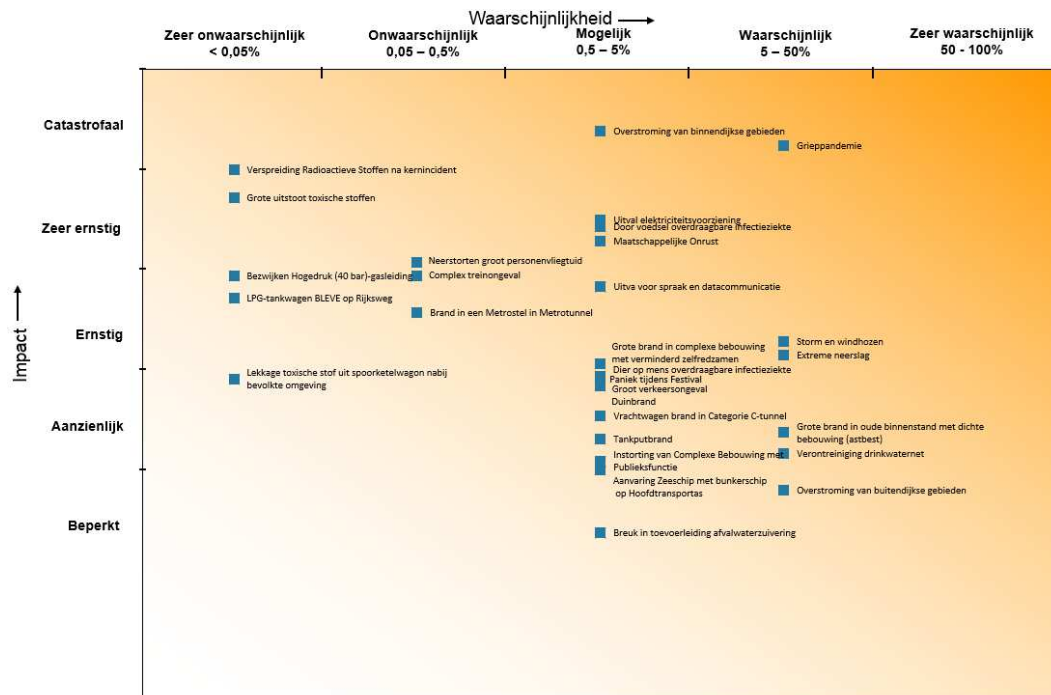 Waarschijnlijkheid
Zeer onwaarschijnlijk
< 0,05%
Onwaarschijnlijk
0,05 – 0,5%
Mogelijk
0,5 – 5%
Waarschijnlijk
5 – 50%
Zeer waarschijnlijk
50 - 100%
Impact
Catastrofaal
Overstroming van binnendijkse gebieden
Grieppandemie
Verspreiding Radioactieve Stoffen na kernincident
Grote uitstoot toxische stoffen
Zeer ernstig
Uitval elektriciteitsvoorziening
Door voedsel overdraagbare infectieziekte
Maatschappelijke Onrust
Neerstorten groot personenvliegtuid
Bezwijken Hogedruk (40 bar)-gasleiding
Complex treinongeval
Uitva voor spraak en datacommunicatie
LPG-tankwagen BLEVE op Rijksweg
Brand in een Metrostel in Metrotunnel
Ernstig
Storm en windhozen
Extreme neerslag
Grote brand in complexe bebouwing
met verminderd zelfredzamen
Dier op mens overdraagbare infectieziekte
Lekkage toxische stof uit spoorketelwagon nabij
bevolkte omgeving
Paniek tijdens Festival
Groot verkeersongeval
Duinbrand
Aanzienlijk
Vrachtwagen brand in Categorie C-tunnel
Grote brand in oude binnenstand met dichte
bebouwing (astbest)
Tankputbrand
Verontreiniging drinkwaternet
Instorting van Complexe Bebouwing met
Publieksfunctie
Aanvaring Zeeschip met bunkerschip
op Hoofdtransportas
Overstroming van buitendijkse gebieden
Beperkt
Breuk in toevoerleiding afvalwaterzuivering